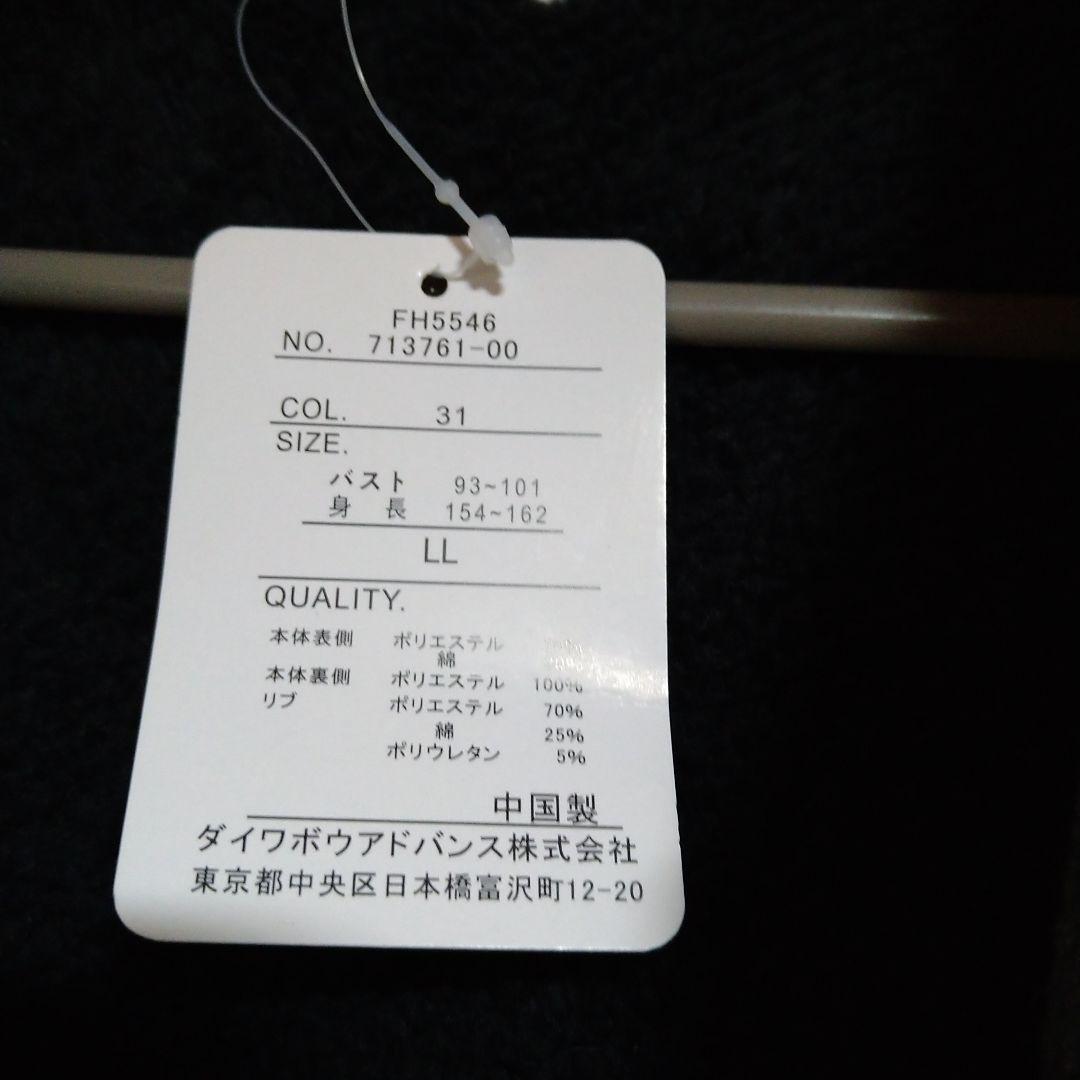 FH5546
NO. 713761-00
COL. 31
SIZE.
バスト 93~101
身長 154~162
LL
QUALITY.
本体表側 ポリエステル
綿
本体裏側 ポリエステル 100%
リブ ポリエステル 70%
綿 25%
ポリウレタン 5%
中国製
ダイワボウアドバンス株式会社
東京都中央区日本橋富沢町12-20